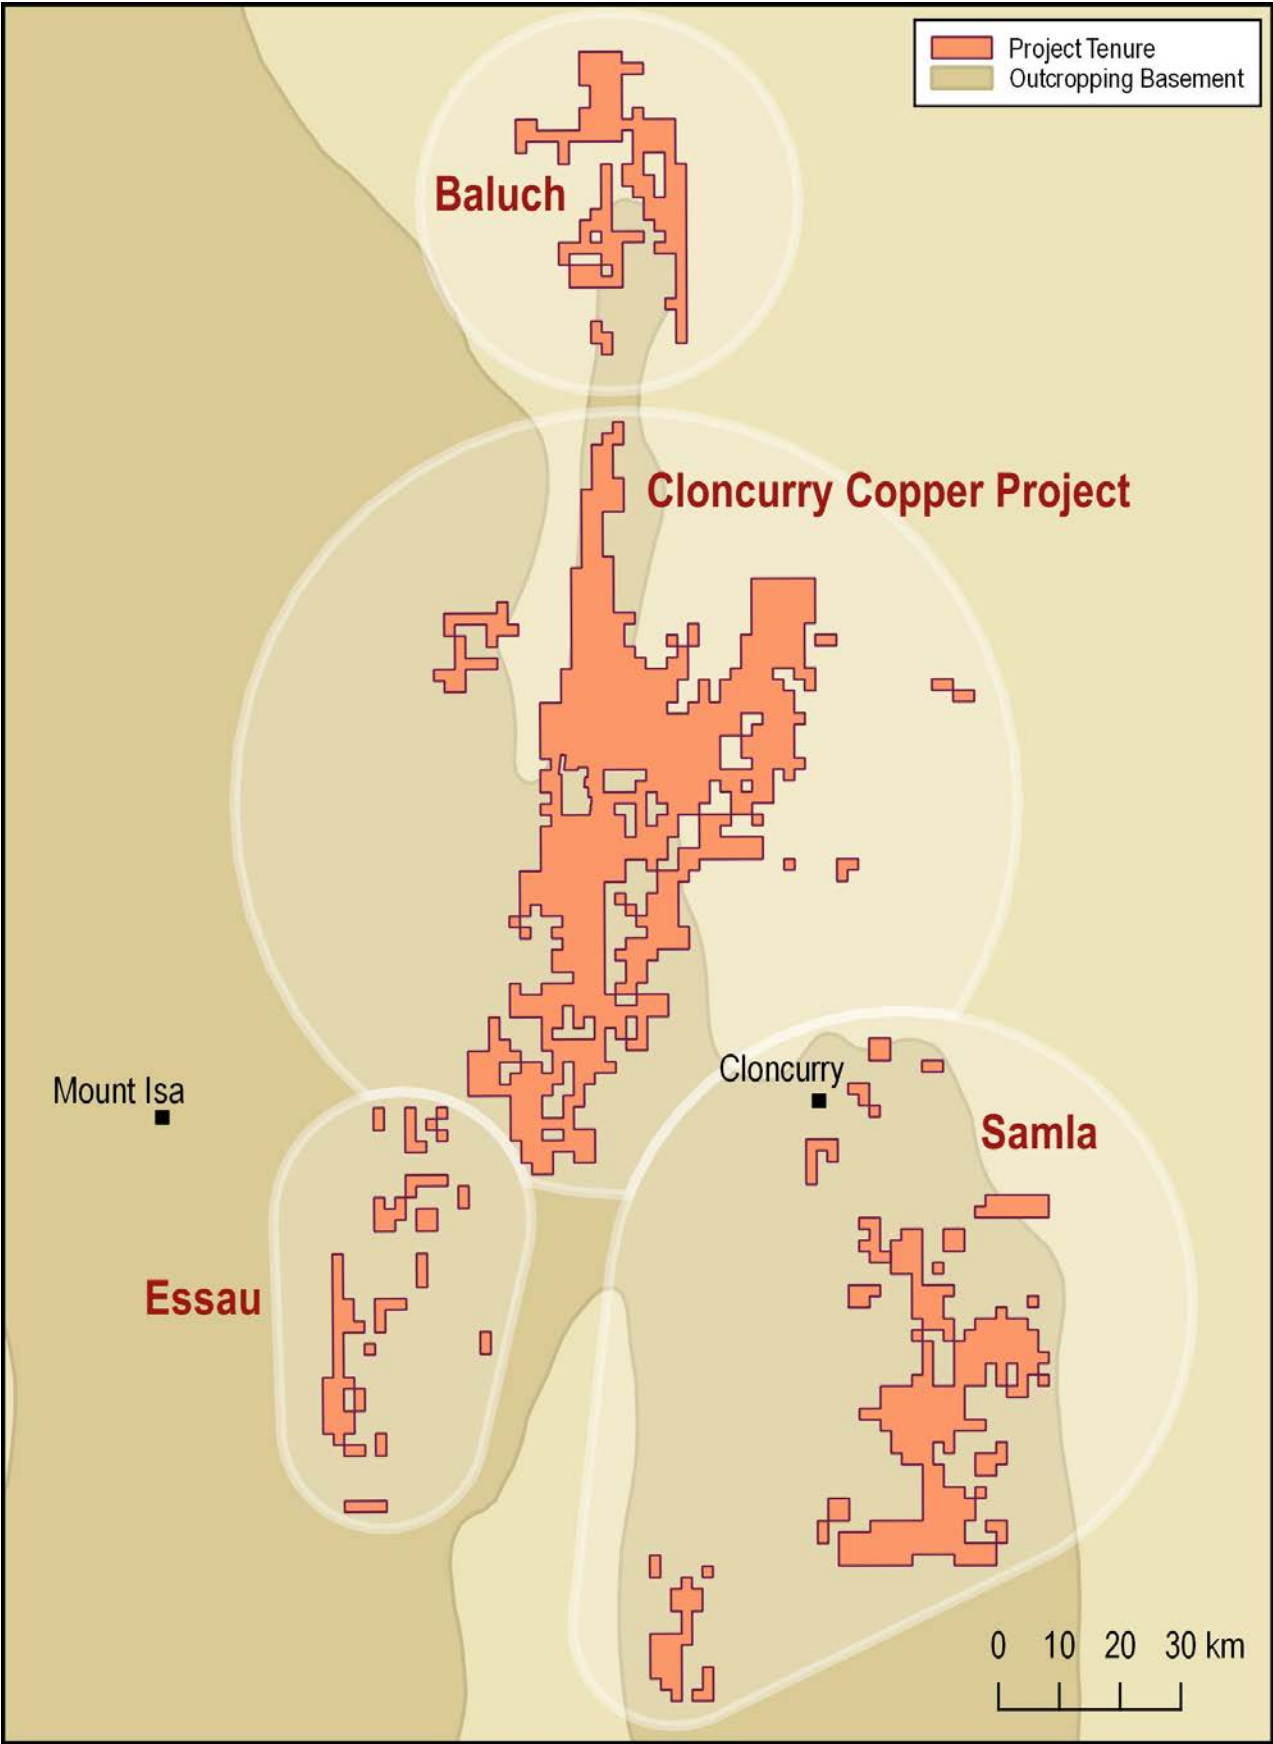 Project Tenure
Outcropping Basement
Baluch
Cloncurry Copper Project
Cloncurry
Mount Isa
Samla
Essau
0 10 20 30 km